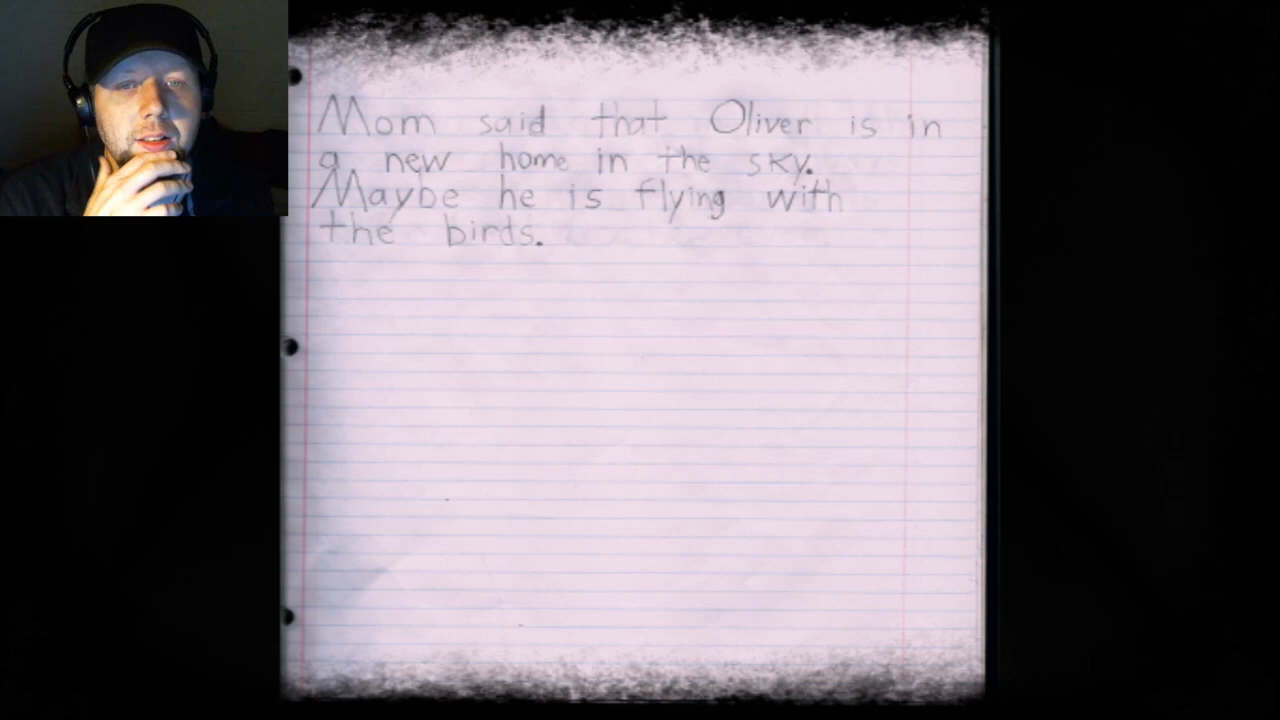 Mom said that Oliver is in
a new home in the sky.
Maybe he is flying with
the birds.